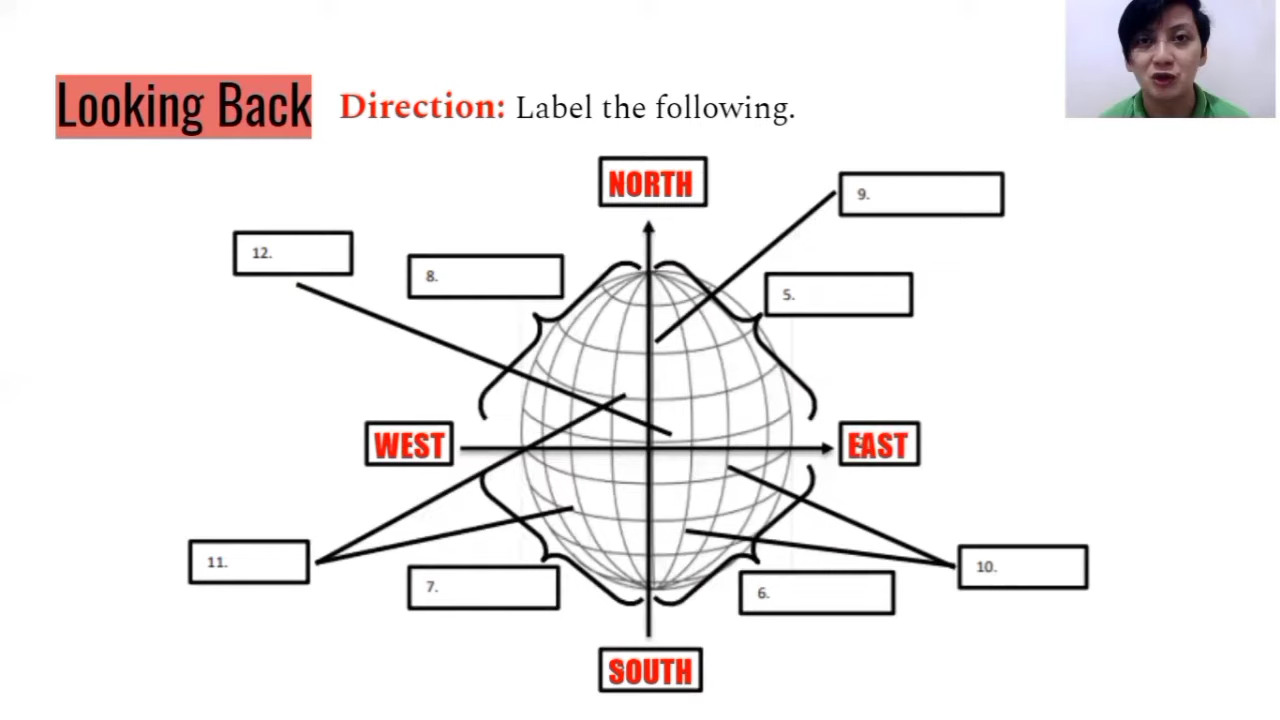 Looking Back
Direction: Label the following.
NORTH
9.
12.
8.
5.
WEST
EAST
11.
10.
7.
6.
SOUTH